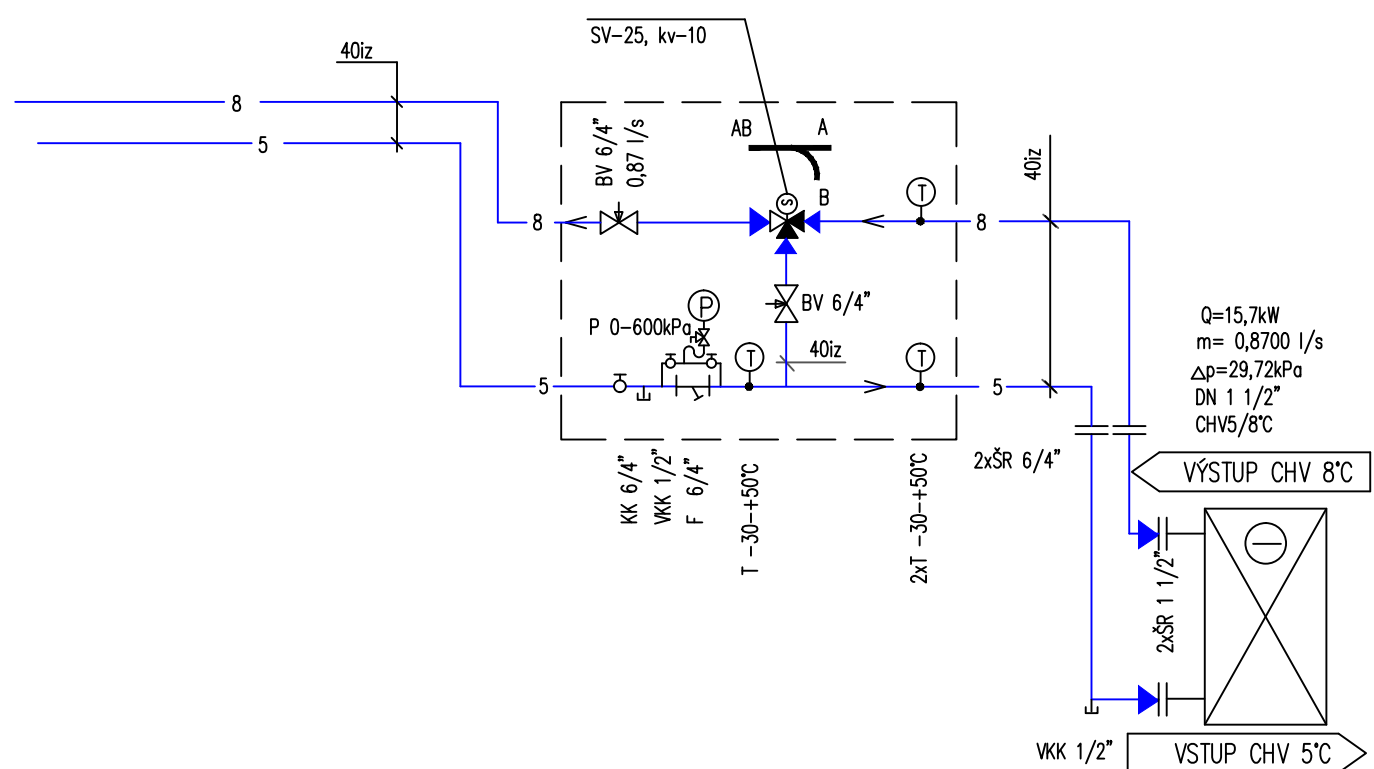 SV-25, kv-10
40iz
8
5
BV 6/4"
0,87 l/s
AB
A
S
B
T
40iz
8
8
BV 6/4"
P
P 0-600kPa
T
40iz
T
5
5
Q=15,7kW
m= 0,8700 l/s
△p=29,72kPa
DN 1 1/2"
CHV5/8°C
KK 6/4"
VKK 1/2"
F 6/4"
T -30-+50°C
2xT -30-+50°C
2xŠR 6/4"
VÝSTUP CHV 8°C
2xŠR 1 1/2"
VKK 1/2"
VSTUP CHV 5°C